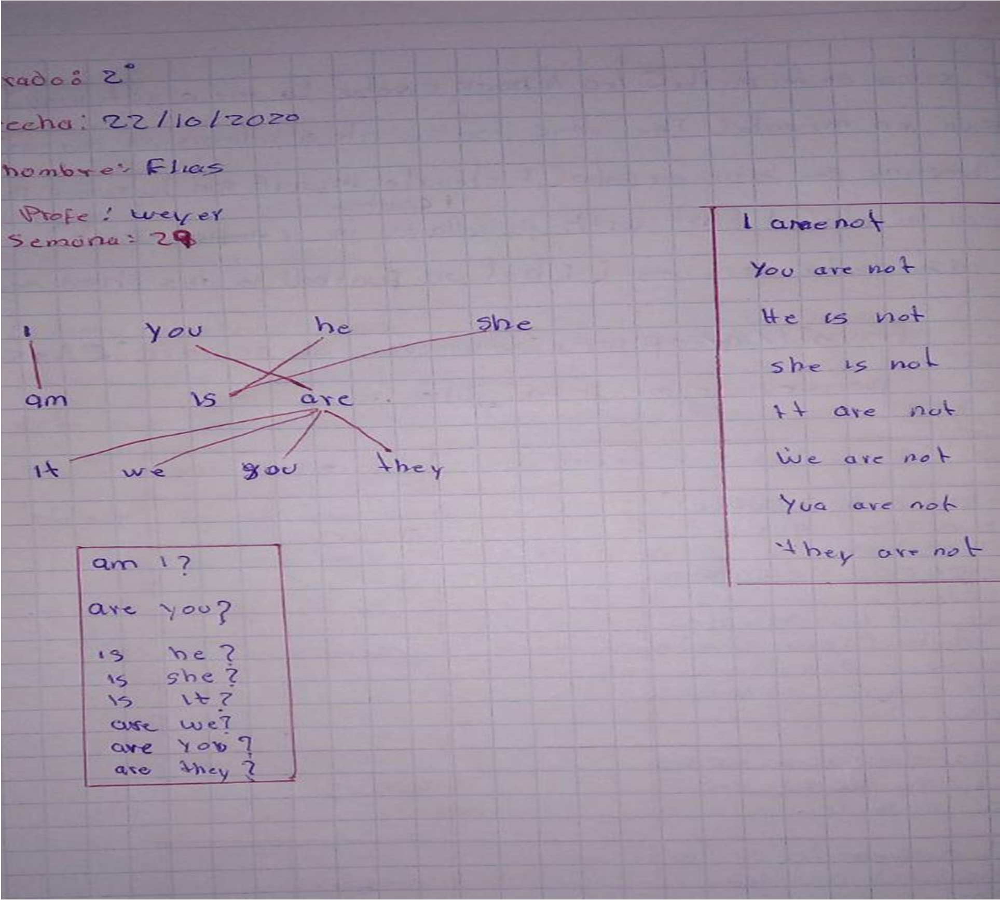 rado: 2°
echa: 22/10/2020
nombre: Elias
Profe: weyer
Semana: 29
I you he she
am is are
it we you they
I aree not
You are not
He is not
she is not
it are not
we are not
Yua are not
they are not
am I?
are you?
is he?
is she?
is it?
are we?
are you?
are they?